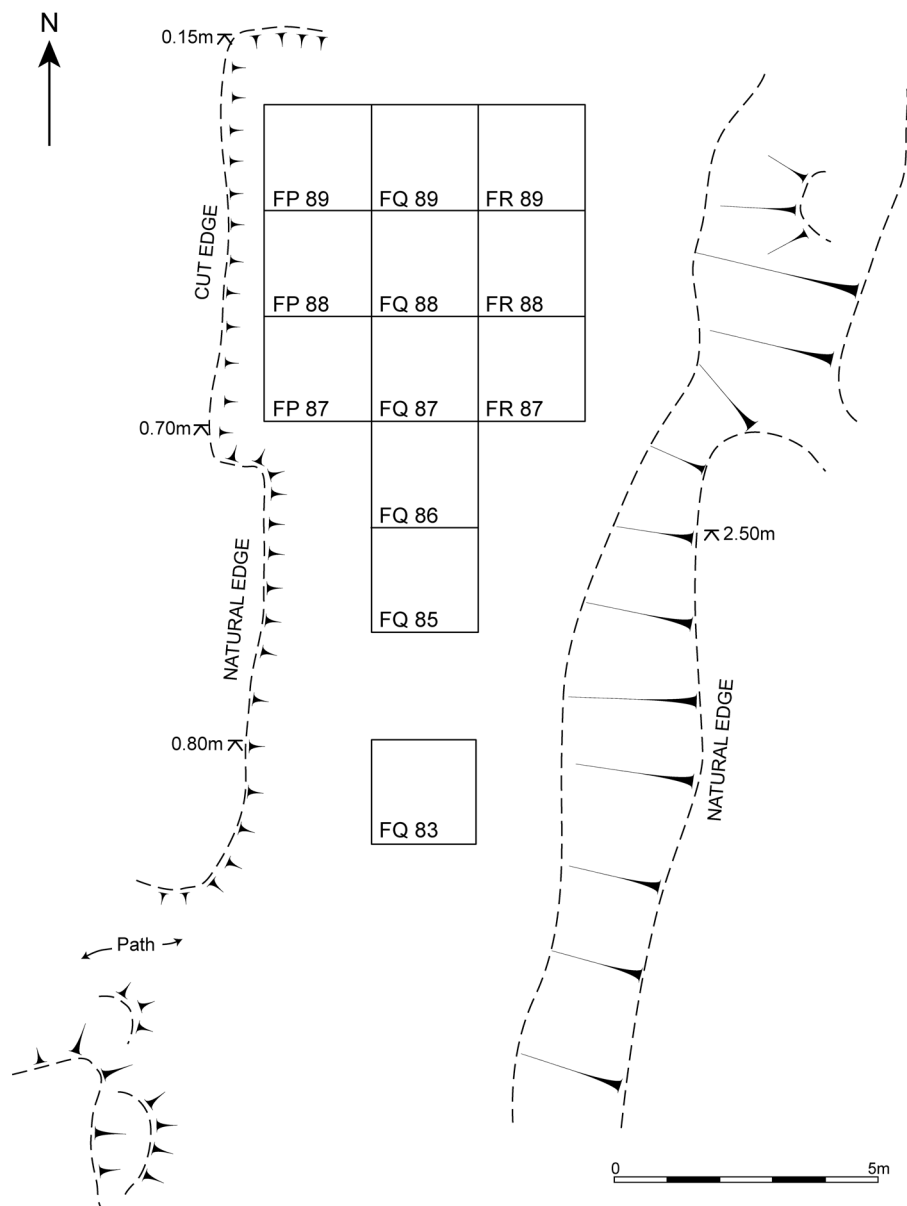 N
0.15m
FP 89
FQ 89
FR 89
CUT EDGE
FP 88
FQ 88
FR 88
FP 87
FQ 87
FR 87
0.70m
FQ 86
2.50m
NATURAL EDGE
FQ 85
NATURAL EDGE
0.80m
FQ 83
Path
0
5m